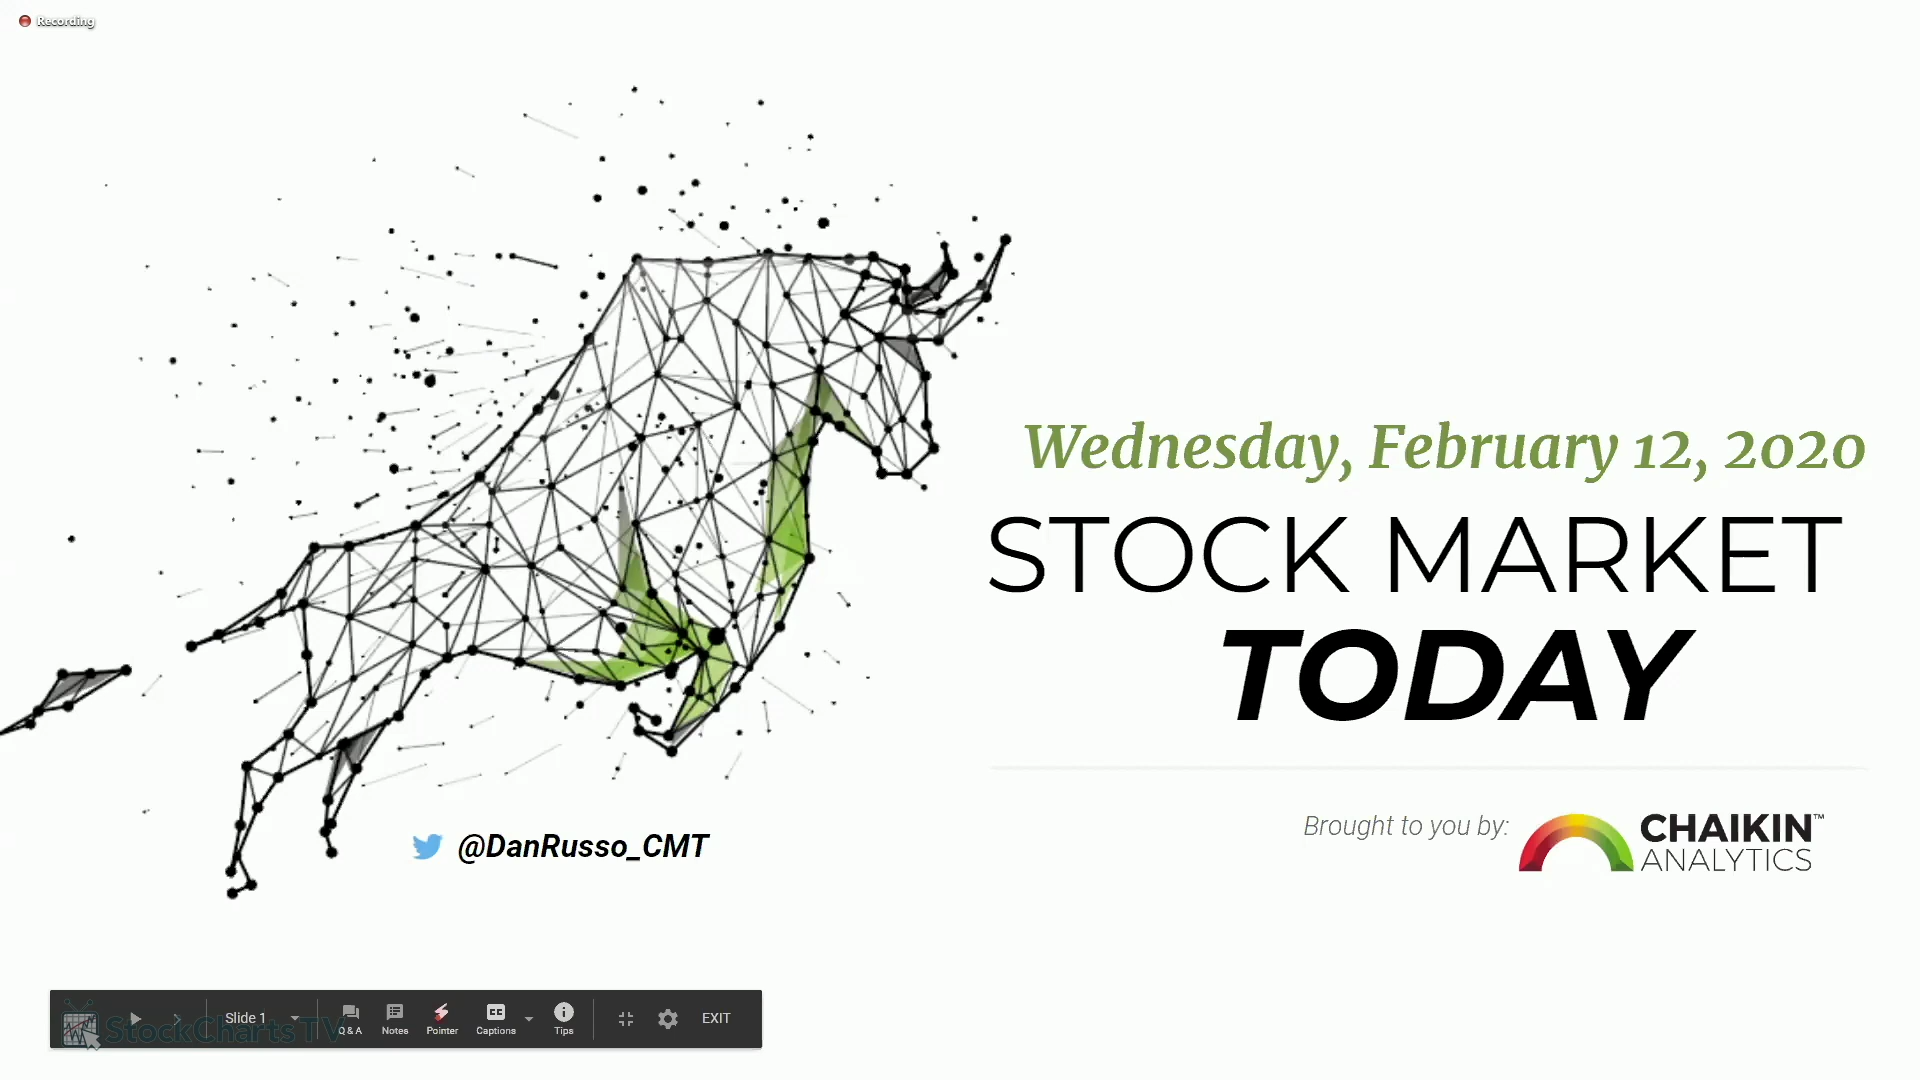 Recording
Wednesday, February 12, 2020
STOCK MARKET
TODAY
Brought to you by:
CHAIKIN™
ANALYTICS
@DanRusso_CMT
Slide 1
Q & A
Notes
Pointer
CC
Captions
Tips
EXIT
StockCharts TV